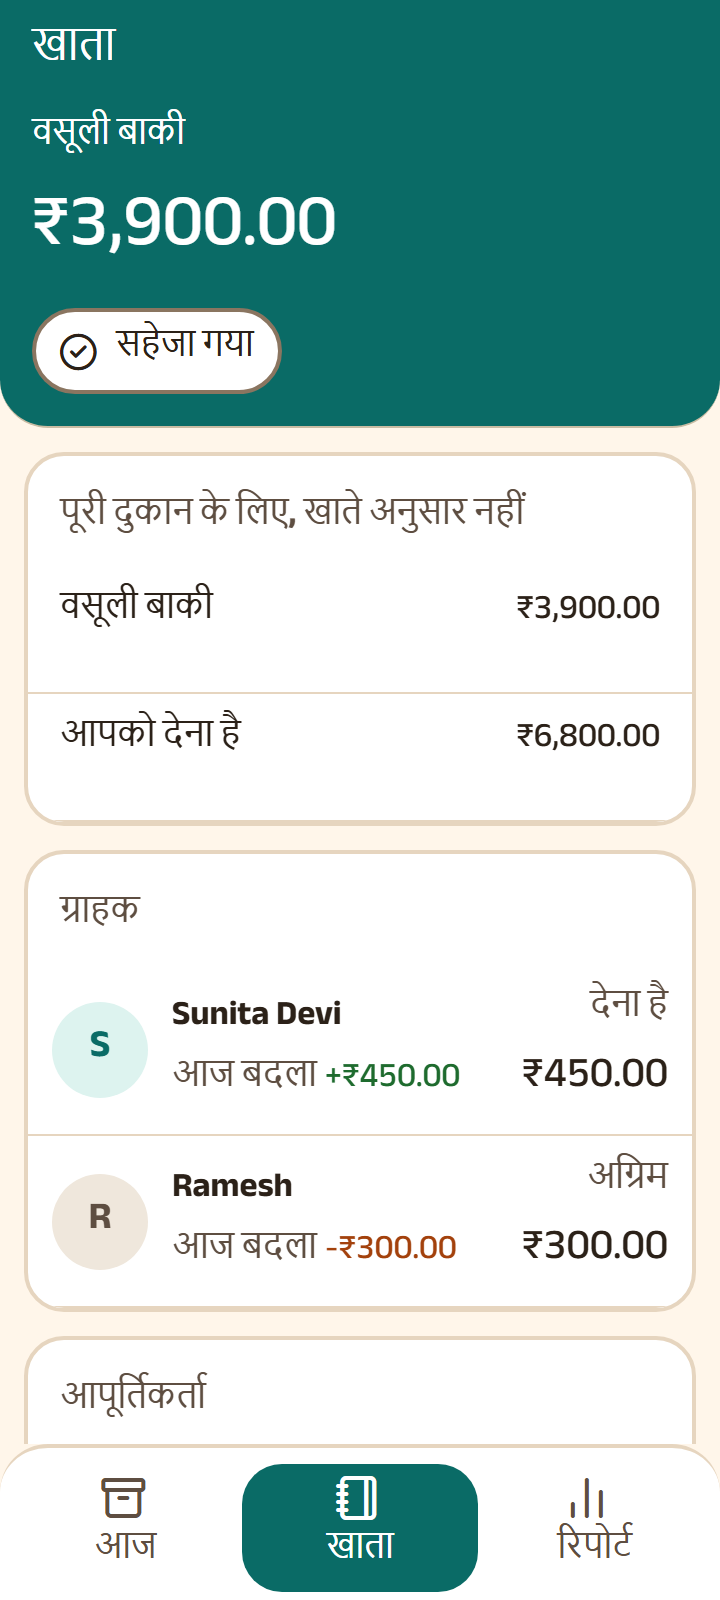 खाता
वसूली बाकी
₹3,900.00
सहेजा गया
पूरी दुकान के लिए, खाते अनुसार नहीं
वसूली बाकी ₹3,900.00
आपको देना है ₹6,800.00
ग्राहक
S
Sunita Devi
देना है
आज बदला +₹450.00
₹450.00
R
Ramesh
अग्रिम
आज बदला -₹300.00
₹300.00
आपूर्तिकर्ता
आज
खाता
रिपोर्ट